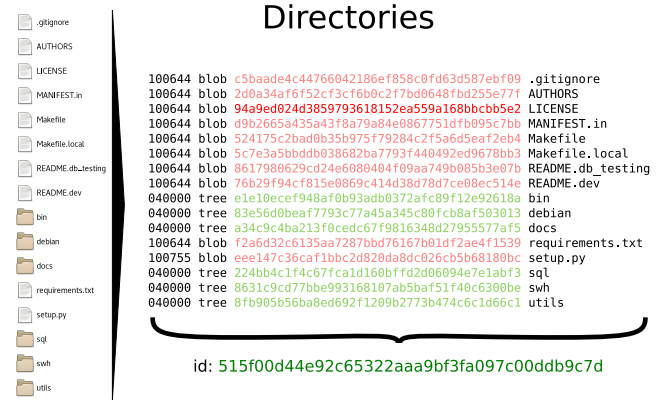 Directories
.gitignore
AUTHORS
LICENSE
MANIFEST.in
Makefile
Makefile.local
README.db_testing
README.dev
bin
debian
docs
requirements.txt
setup.py
sql
swh
utils
100644 blob c5baade4c44766042186ef858c0fd63d587ebf09 .gitignore
100644 blob 2d0a34af6f52cf3cf6b0c2f7bd0648fbd255e77f AUTHORS
100644 blob 94a9ed024d3859793618152ea559a168bbcbb5e2 LICENSE
100644 blob d9b2665a435a43f8a79a84e0867751dfb095c7bb MANIFEST.in
100644 blob 524175c2bad0b35b975f79284c2f5a6d5eaf2eb4 Makefile
100644 blob 5c7e3a5bbddb038682ba7793f440492ed9678bb3 Makefile.local
100644 blob 8617980629cd24e6080404f09aa749b085b3e07b README.db_testing
100644 blob 76b29f94cf815e0869c414d38d78d7ce08ec514e README.dev
040000 tree e1e10ecef948af0b93adb0372afc89f12e92618a bin
040000 tree 83e56d0beaf7793c77a45a345c80fcb8af503013 debian
040000 tree a34c9c4ba213f0cedc67f9816348d27955577af5 docs
100644 blob f2a6d32c6135aa7287bbd76167b01df2ae4f1539 requirements.txt
100755 blob eee147c36caf1bbc2d820da8dc026cb5b68180bc setup.py
040000 tree 224bb4c1f4c67fca1d160bffd2d06094e7e1abf3 sql
040000 tree 8631c9cd77bbe993168107ab5baf51f40c6300be swh
040000 tree 8fb905b56ba8ed692f1209b2773b474c6c1d66c1 utils
id: 515f00d44e92c65322aaa9bf3fa097c00ddb9c7d